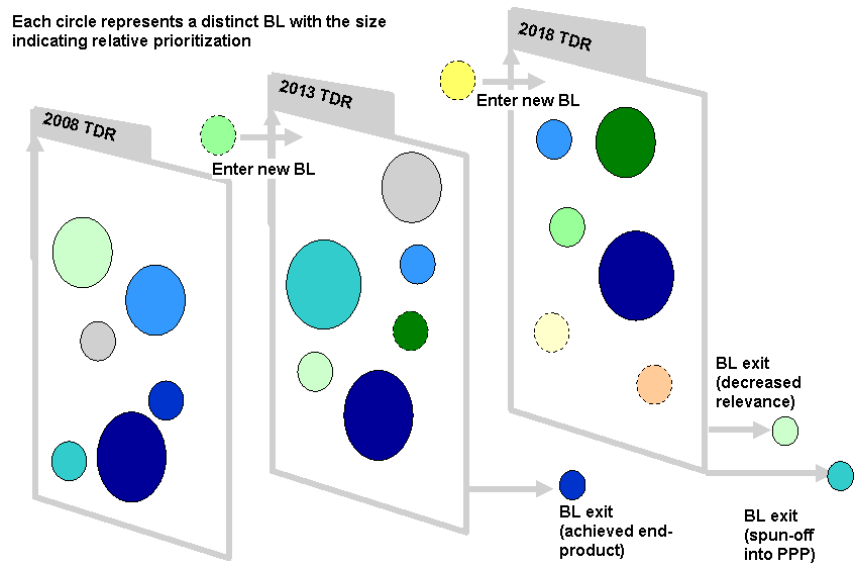 Each circle represents a distinct BL with the size
indicating relative prioritization
2008 TDR
Enter new BL
2013 TDR
Enter new BL
2018 TDR
BL exit
(decreased
relevance)
BL exit
(achieved end-
product)
BL exit
(spun-off
into PPP)